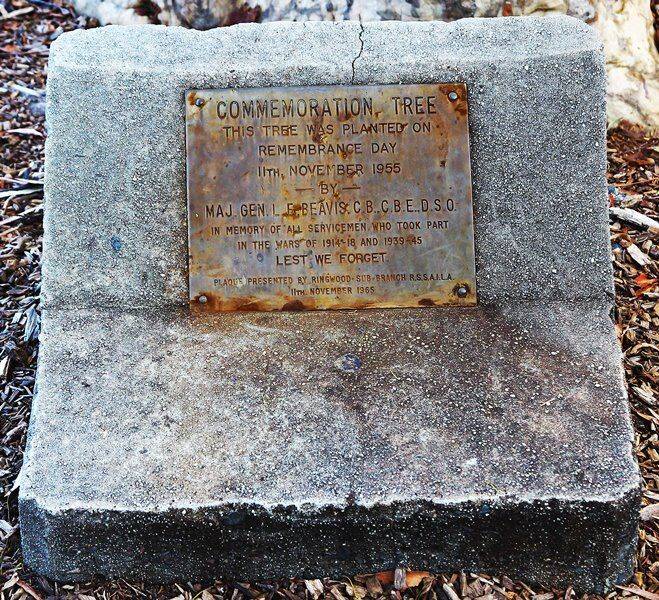 COMMEMORATION TREE
THIS TREE WAS PLANTED ON
REMEMBRANCE DAY
11TH, NOVEMBER 1955
— BY —
MAJ. GEN. L. E. BEAVIS. C.B., C.B.E., D.S.O.
IN MEMORY OF ALL SERVICEMEN WHO TOOK PART
IN THE WARS OF 1914-18 AND 1939-45
LEST WE FORGET.
PLAQUE PRESENTED BY RINGWOOD-SUB-BRANCH R.S.S.A.I.L.A.
11TH. NOVEMBER 1965